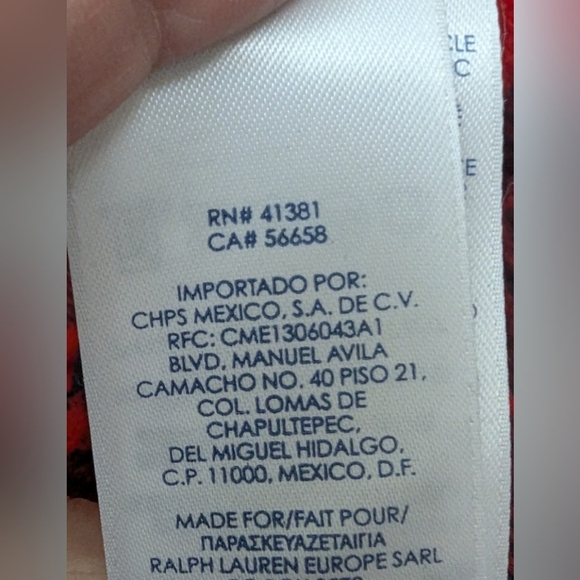 RN# 41381
CA# 56658
IMPORTADO POR:
CHPS MEXICO, S.A. DE C.V.
RFC: CME1306043A1
BLVD. MANUEL AVILA
CAMACHO NO. 40 PISO 21,
COL. LOMAS DE
CHAPULTEPEC,
DEL MIGUEL HIDALGO,
C.P. 11000, MEXICO, D.F.
MADE FOR/FAIT POUR/
ΠΑΡΑΣΚΕΥΑΖΕΤΑΙΓΙΑ
RALPH LAUREN EUROPE SARL